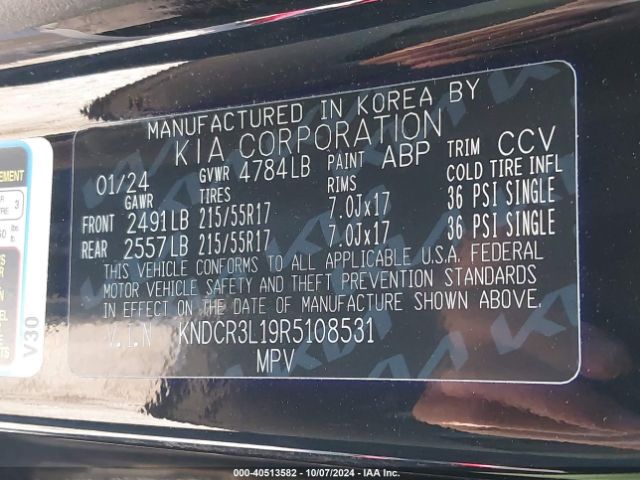 MANUFACTURED IN KOREA BY
KIA CORPORATION
01/24 GVWR 4784LB PAINT ABP TRIM CCV
GAWR TIRES RIMS COLD TIRE INFL
FRONT 2491LB 215/55R17 7.0Jx17 36 PSI SINGLE
REAR 2557LB 215/55R17 7.0Jx17 36 PSI SINGLE
THIS VEHICLE CONFORMS TO ALL APPLICABLE U.S.A. FEDERAL
MOTOR VEHICLE SAFETY AND THEFT PREVENTION STANDARDS
IN EFFECT ON THE DATE OF MANUFACTURE SHOWN ABOVE.
V.I.N KNDCR3L19R5108531
MPV
V30
000-40513582 - 10/07/2024 - IAA Inc.